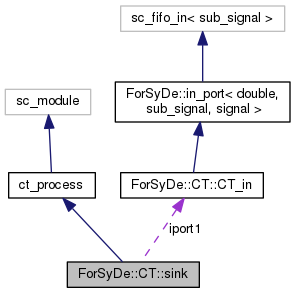 sc_fifo_in< sub_signal >
sc_module
ForSyDe::in_port< double,
sub_signal, signal >
ct_process
ForSyDe::CT::CT_in
iport1
ForSyDe::CT::sink